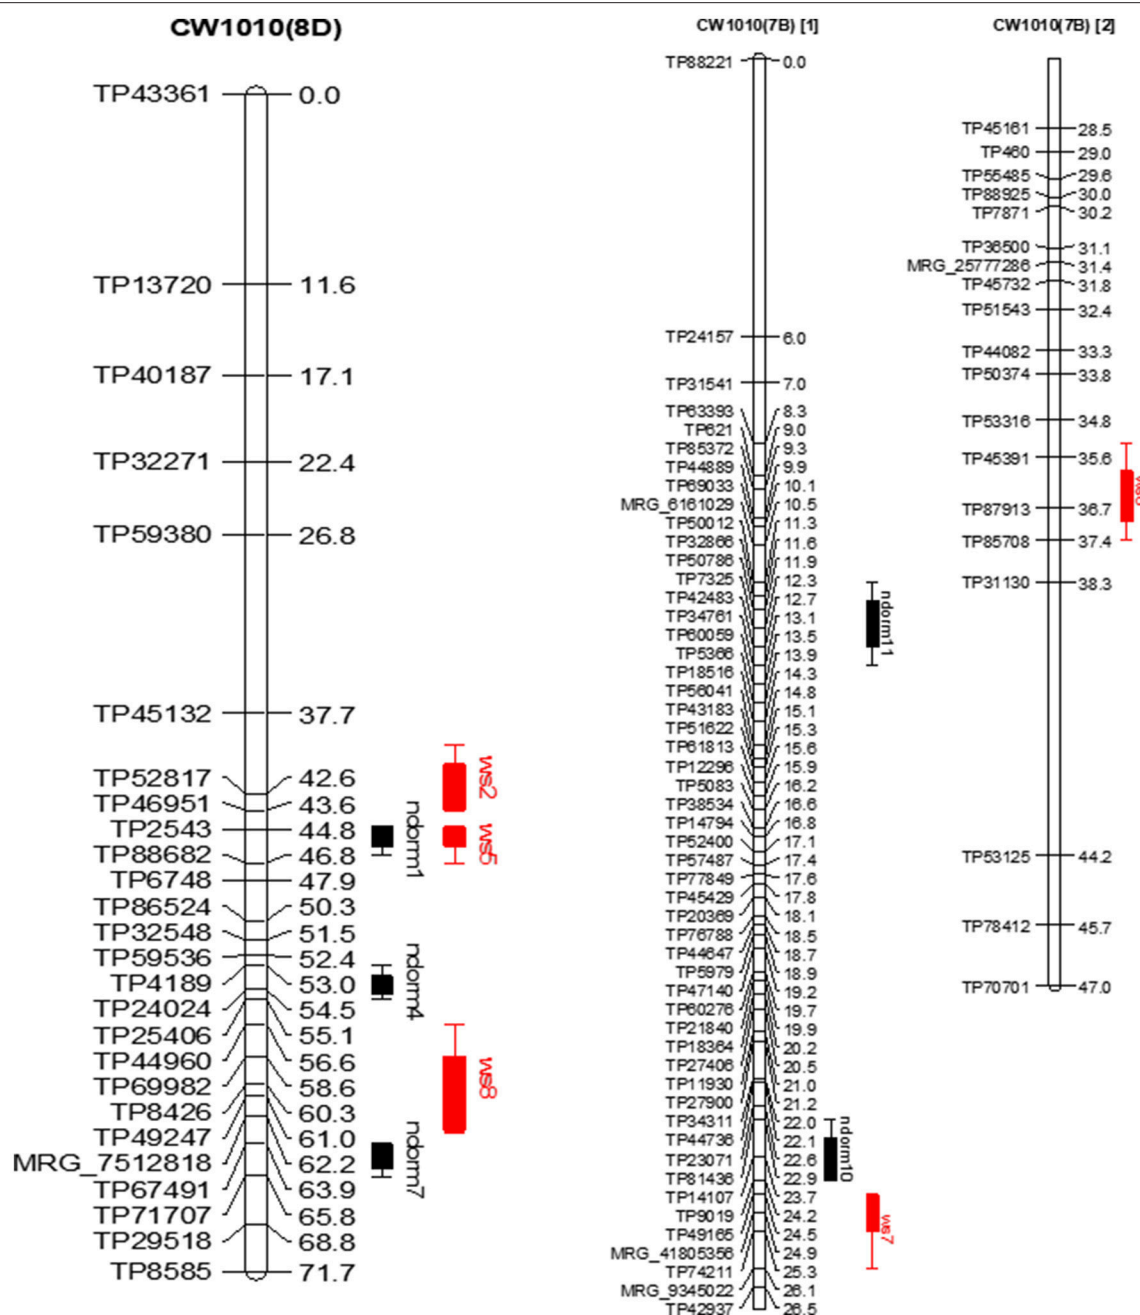 CW1010(8D)
TP43361 0.0
TP13720 11.6
TP40187 17.1
TP32271 22.4
TP59380 26.8
TP45132 37.7
TP52817 42.6
TP46951 43.6
TP2543 44.8
TP88682 46.8
TP6748 47.9
TP86524 50.3
TP32548 51.5
TP59536 52.4
TP4189 53.0
TP24024 54.5
TP25406 55.1
TP44960 56.6
TP69982 58.6
TP8426 60.3
TP49247 61.0
MRG_7512818 62.2
TP67491 63.9
TP71707 65.8
TP29518 68.8
TP8585 71.7
ndorm1
ndorm4
ndorm7
ws2
ws5
ws8
CW1010(7B) [1]
TP88221 0.0
TP24157 6.0
TP31541 7.0
TP63393 8.3
TP621 9.0
TP85372 9.3
TP44889 9.9
TP69033 10.1
MRG_6161029 10.5
TP50012 11.3
TP32866 11.6
TP50786 11.9
TP7325 12.3
TP42483 12.7
TP34761 13.1
TP60059 13.5
TP5366 13.9
TP18516 14.3
TP56041 14.8
TP43183 15.1
TP51622 15.3
TP61813 15.6
TP12296 15.9
TP5083 16.2
TP38534 16.6
TP14794 16.8
TP52400 17.1
TP57487 17.4
TP77849 17.6
TP45429 17.8
TP20369 18.1
TP76788 18.5
TP44647 18.7
TP5979 18.9
TP47140 19.2
TP60276 19.7
TP21840 19.9
TP18364 20.2
TP27406 20.5
TP11930 21.0
TP27900 21.2
TP34311 22.0
TP44736 22.1
TP23071 22.6
TP81436 22.9
TP14107 23.7
TP9019 24.2
TP49165 24.5
MRG_41805356 24.9
TP74211 25.3
MRG_9345022 26.1
TP42937 26.5
ndorm11
ndorm10
ws7
CW1010(7B) [2]
TP45161 28.5
TP460 29.0
TP55485 29.6
TP88925 30.0
TP7871 30.2
TP36500 31.1
MRG_25777286 31.4
TP45732 31.8
TP51543 32.4
TP44082 33.3
TP50374 33.8
TP53316 34.8
TP45391 35.6
TP87913 36.7
TP85708 37.4
TP31130 38.3
TP53125 44.2
TP78412 45.7
TP70701 47.0